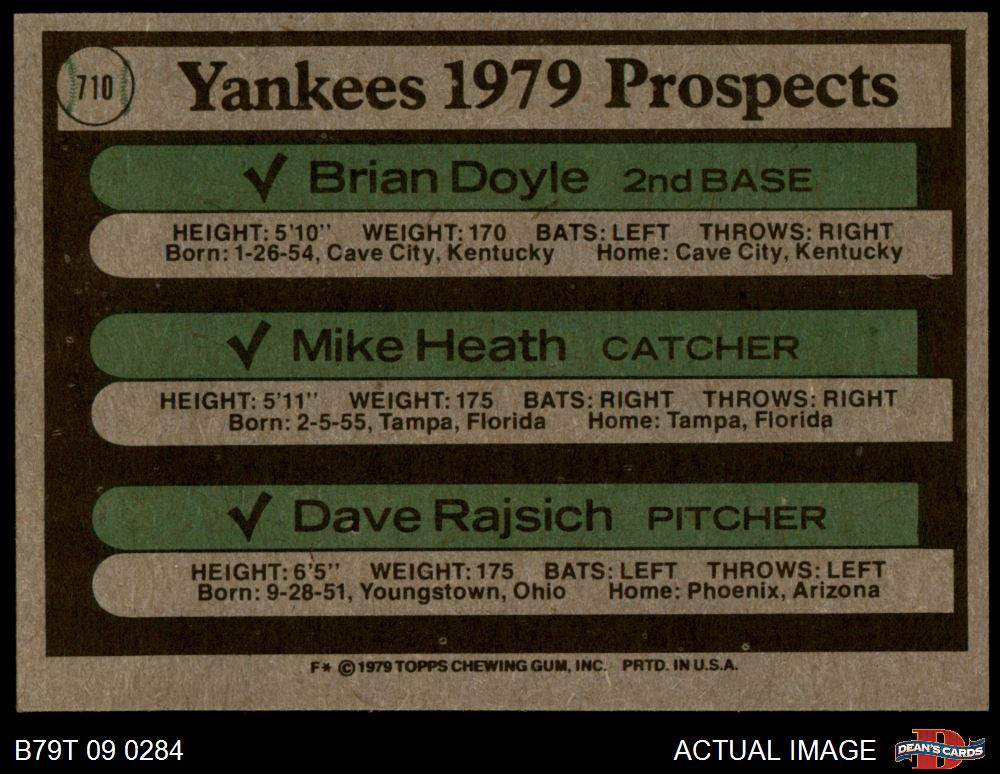 710
Yankees 1979 Prospects
✓ Brian Doyle 2nd BASE
HEIGHT: 5'10" WEIGHT: 170 BATS: LEFT THROWS: RIGHT
Born: 1-26-54, Cave City, Kentucky Home: Cave City, Kentucky
✓ Mike Heath CATCHER
HEIGHT: 5'11" WEIGHT: 175 BATS: RIGHT THROWS: RIGHT
Born: 2-5-55, Tampa, Florida Home: Tampa, Florida
✓ Dave Rajsich PITCHER
HEIGHT: 6'5" WEIGHT: 175 BATS: LEFT THROWS: LEFT
Born: 9-28-51, Youngstown, Ohio Home: Phoenix, Arizona
F* © 1979 TOPPS CHEWING GUM, INC. PRTD. IN U.S.A.
B79T 09 0284 ACTUAL IMAGE
D
DEAN'S CARDS